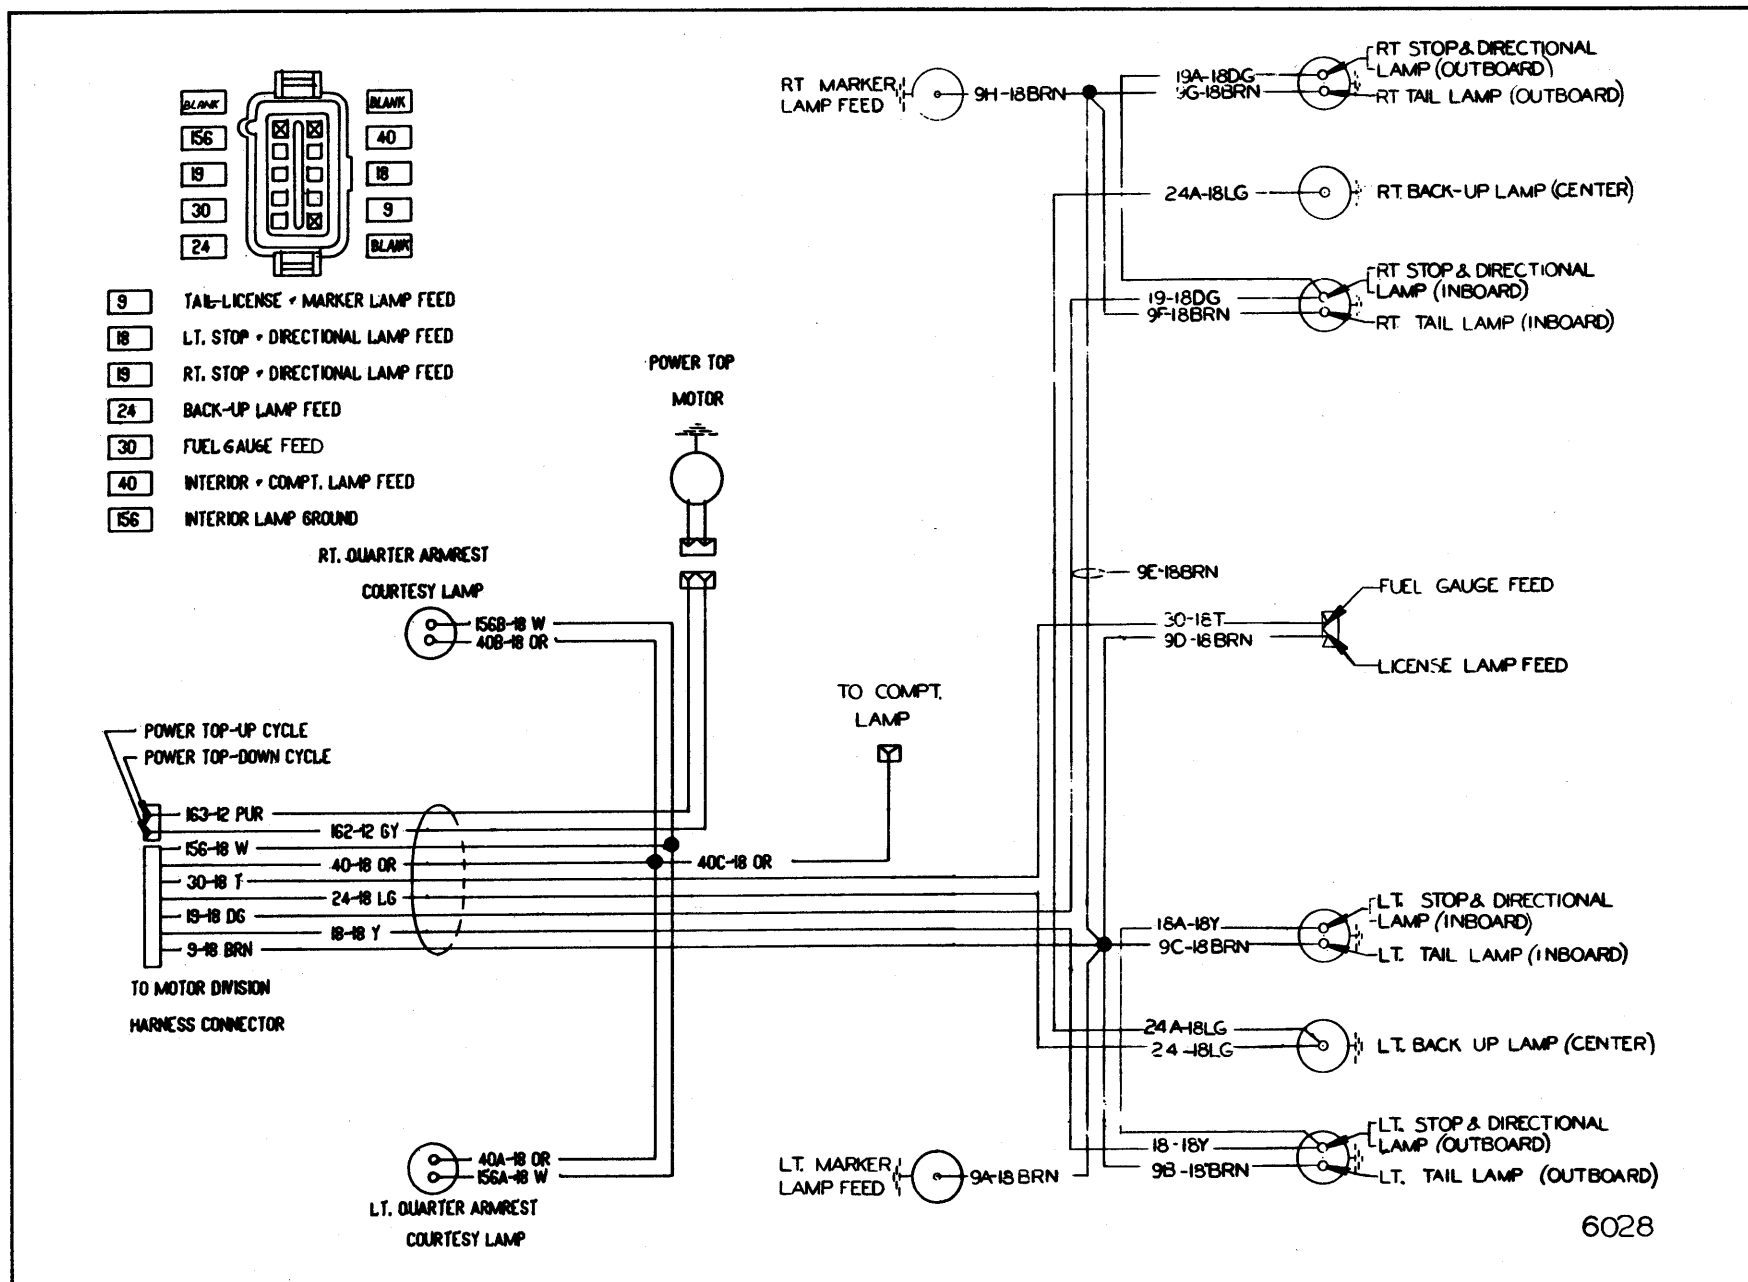 BLANK
BLANK
156
40
19
18
30
9
24
BLANK
9 TAIL-LICENSE • MARKER LAMP FEED
18 LT. STOP • DIRECTIONAL LAMP FEED
19 RT. STOP • DIRECTIONAL LAMP FEED
24 BACK-UP LAMP FEED
30 FUEL GAUGE FEED
40 INTERIOR • COMPT. LAMP FEED
156 INTERIOR LAMP GROUND
RT. QUARTER ARMREST
COURTESY LAMP
156B-18 W
40B-18 OR
POWER TOP
MOTOR
POWER TOP-UP CYCLE
POWER TOP-DOWN CYCLE
163-12 PUR
162-12 GY
156-18 W
40-18 OR
30-18 T
24-18 LG
19-18 DG
18-18 Y
9-18 BRN
TO MOTOR DIVISION
HARNESS CONNECTOR
40C-18 OR
TO COMPT.
LAMP
40A-18 OR
156A-18 W
LT. QUARTER ARMREST
COURTESY LAMP
RT MARKER
LAMP FEED
9H-18BRN
19A-18DG
9G-18BRN
RT STOP & DIRECTIONAL
LAMP (OUTBOARD)
RT TAIL LAMP (OUTBOARD)
24A-18LG
RT. BACK-UP LAMP (CENTER)
RT STOP & DIRECTIONAL
LAMP (INBOARD)
19-18DG
9F-18BRN
RT TAIL LAMP (INBOARD)
9E-18BRN
FUEL GAUGE FEED
30-18T
9D-18BRN
LICENSE LAMP FEED
LT. STOP & DIRECTIONAL
LAMP (INBOARD)
18A-18Y
9C-18BRN
LT. TAIL LAMP (INBOARD)
24A-18LG
24-18LG
LT. BACK UP LAMP (CENTER)
LT. STOP & DIRECTIONAL
LAMP (OUTBOARD)
18-18Y
9B-18BRN
LT. TAIL LAMP (OUTBOARD)
LT. MARKER
LAMP FEED
9A-18BRN
6028